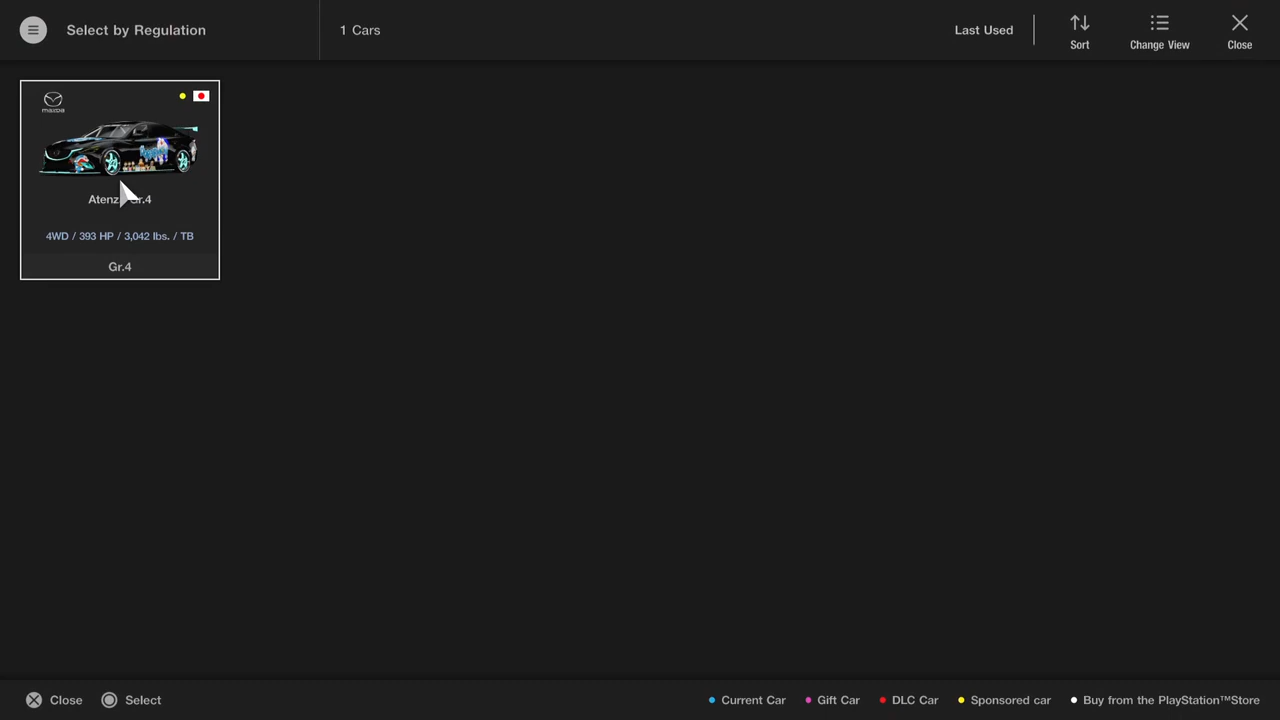 Select by Regulation
1 Cars
Last Used
Sort
Change View
Close
mazda
Gr.4
4WD / 393 HP / 3,042 lbs. / TB
Gr.4
Close
Select
Current Car
Gift Car
DLC Car
Sponsored car
Buy from the PlayStation™Store